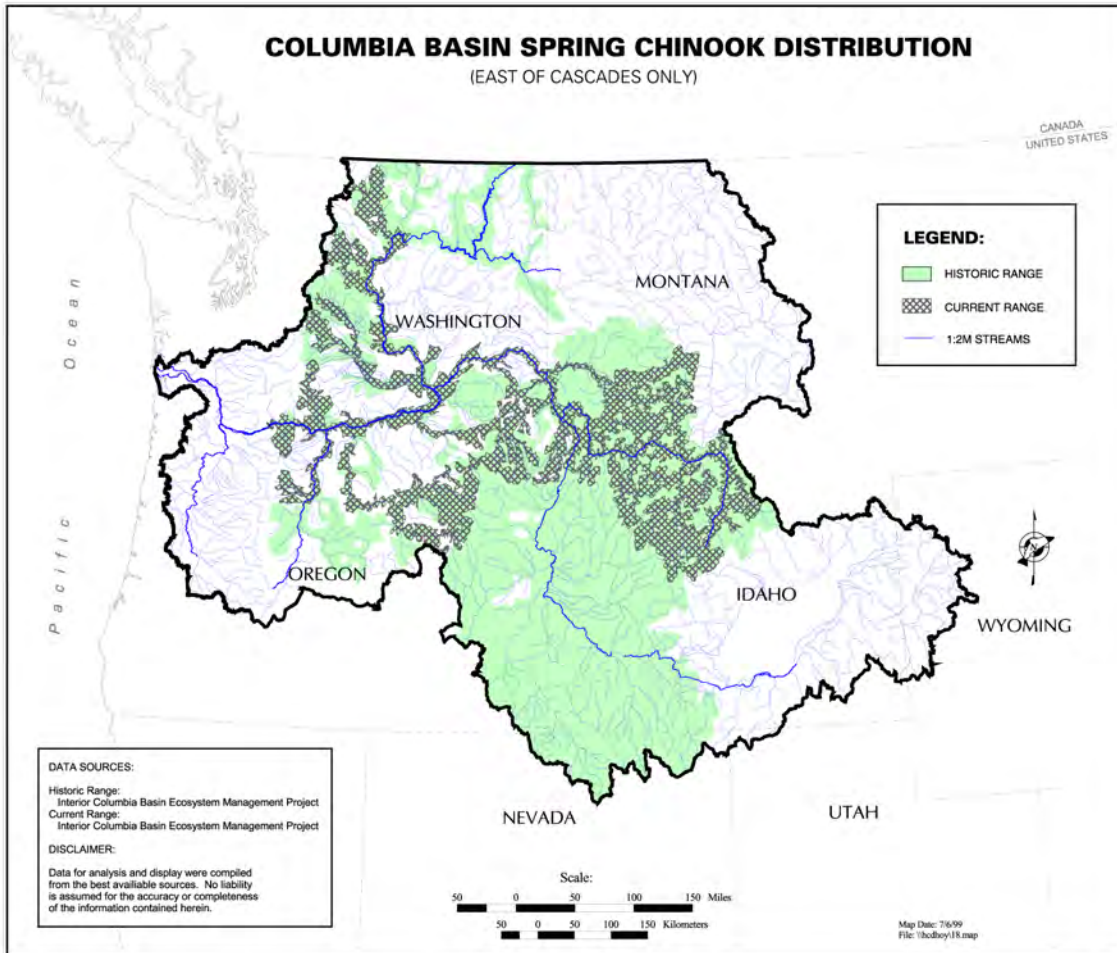 COLUMBIA BASIN SPRING CHINOOK DISTRIBUTION
(EAST OF CASCADES ONLY)
CANADA
UNITED STATES
LEGEND:
HISTORIC RANGE
CURRENT RANGE
1:2M STREAMS
MONTANA
WASHINGTON
Pacific Ocean
OREGON
IDAHO
WYOMING
NEVADA
UTAH
DATA SOURCES:
Historic Range:
Interior Columbia Basin Ecosystem Management Project
Current Range:
Interior Columbia Basin Ecosystem Management Project
DISCLAIMER:
Data for analysis and display were compiled
from the best availiable sources. No liability
is assumed for the accuracy or completeness
of the information contained herein.
Scale:
50 0 50 100 150 Miles
50 0 50 100 150 Kilometers
Map Date: 7/6/99